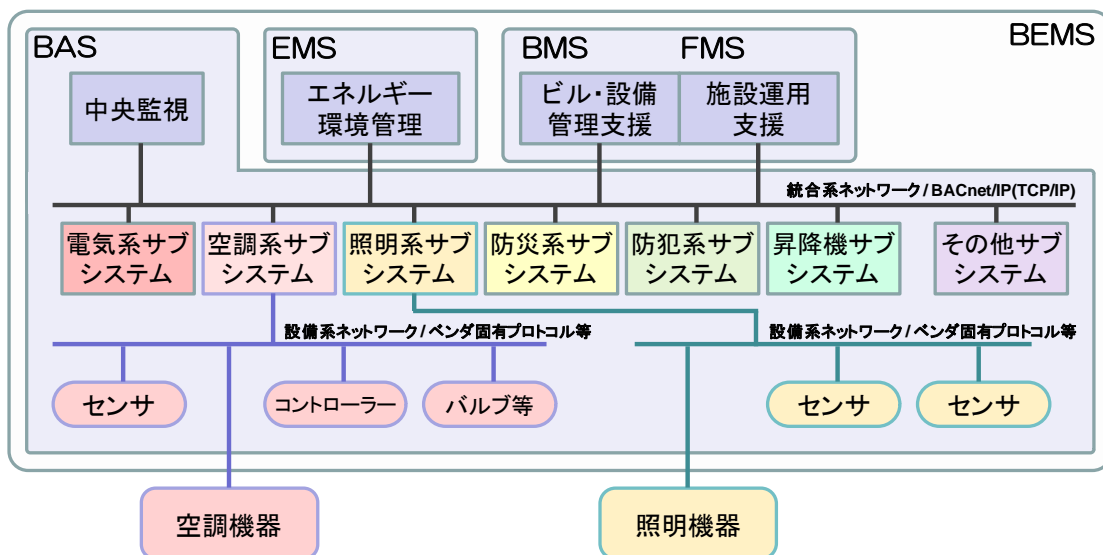 BEMS
BAS
EMS
BMS
FMS
中央監視
エネルギー
環境管理
ビル・設備
管理支援
施設運用
支援
統合系ネットワーク/BACnet/IP(TCP/IP)
電気系サブ
システム
空調系サブ
システム
照明系サブ
システム
防災系サブ
システム
防犯系サブ
システム
昇降機サブ
システム
その他サブ
システム
設備系ネットワーク/ベンダ固有プロトコル等
設備系ネットワーク/ベンダ固有プロトコル等
センサ
コントローラー
バルブ等
センサ
センサ
空調機器
照明機器